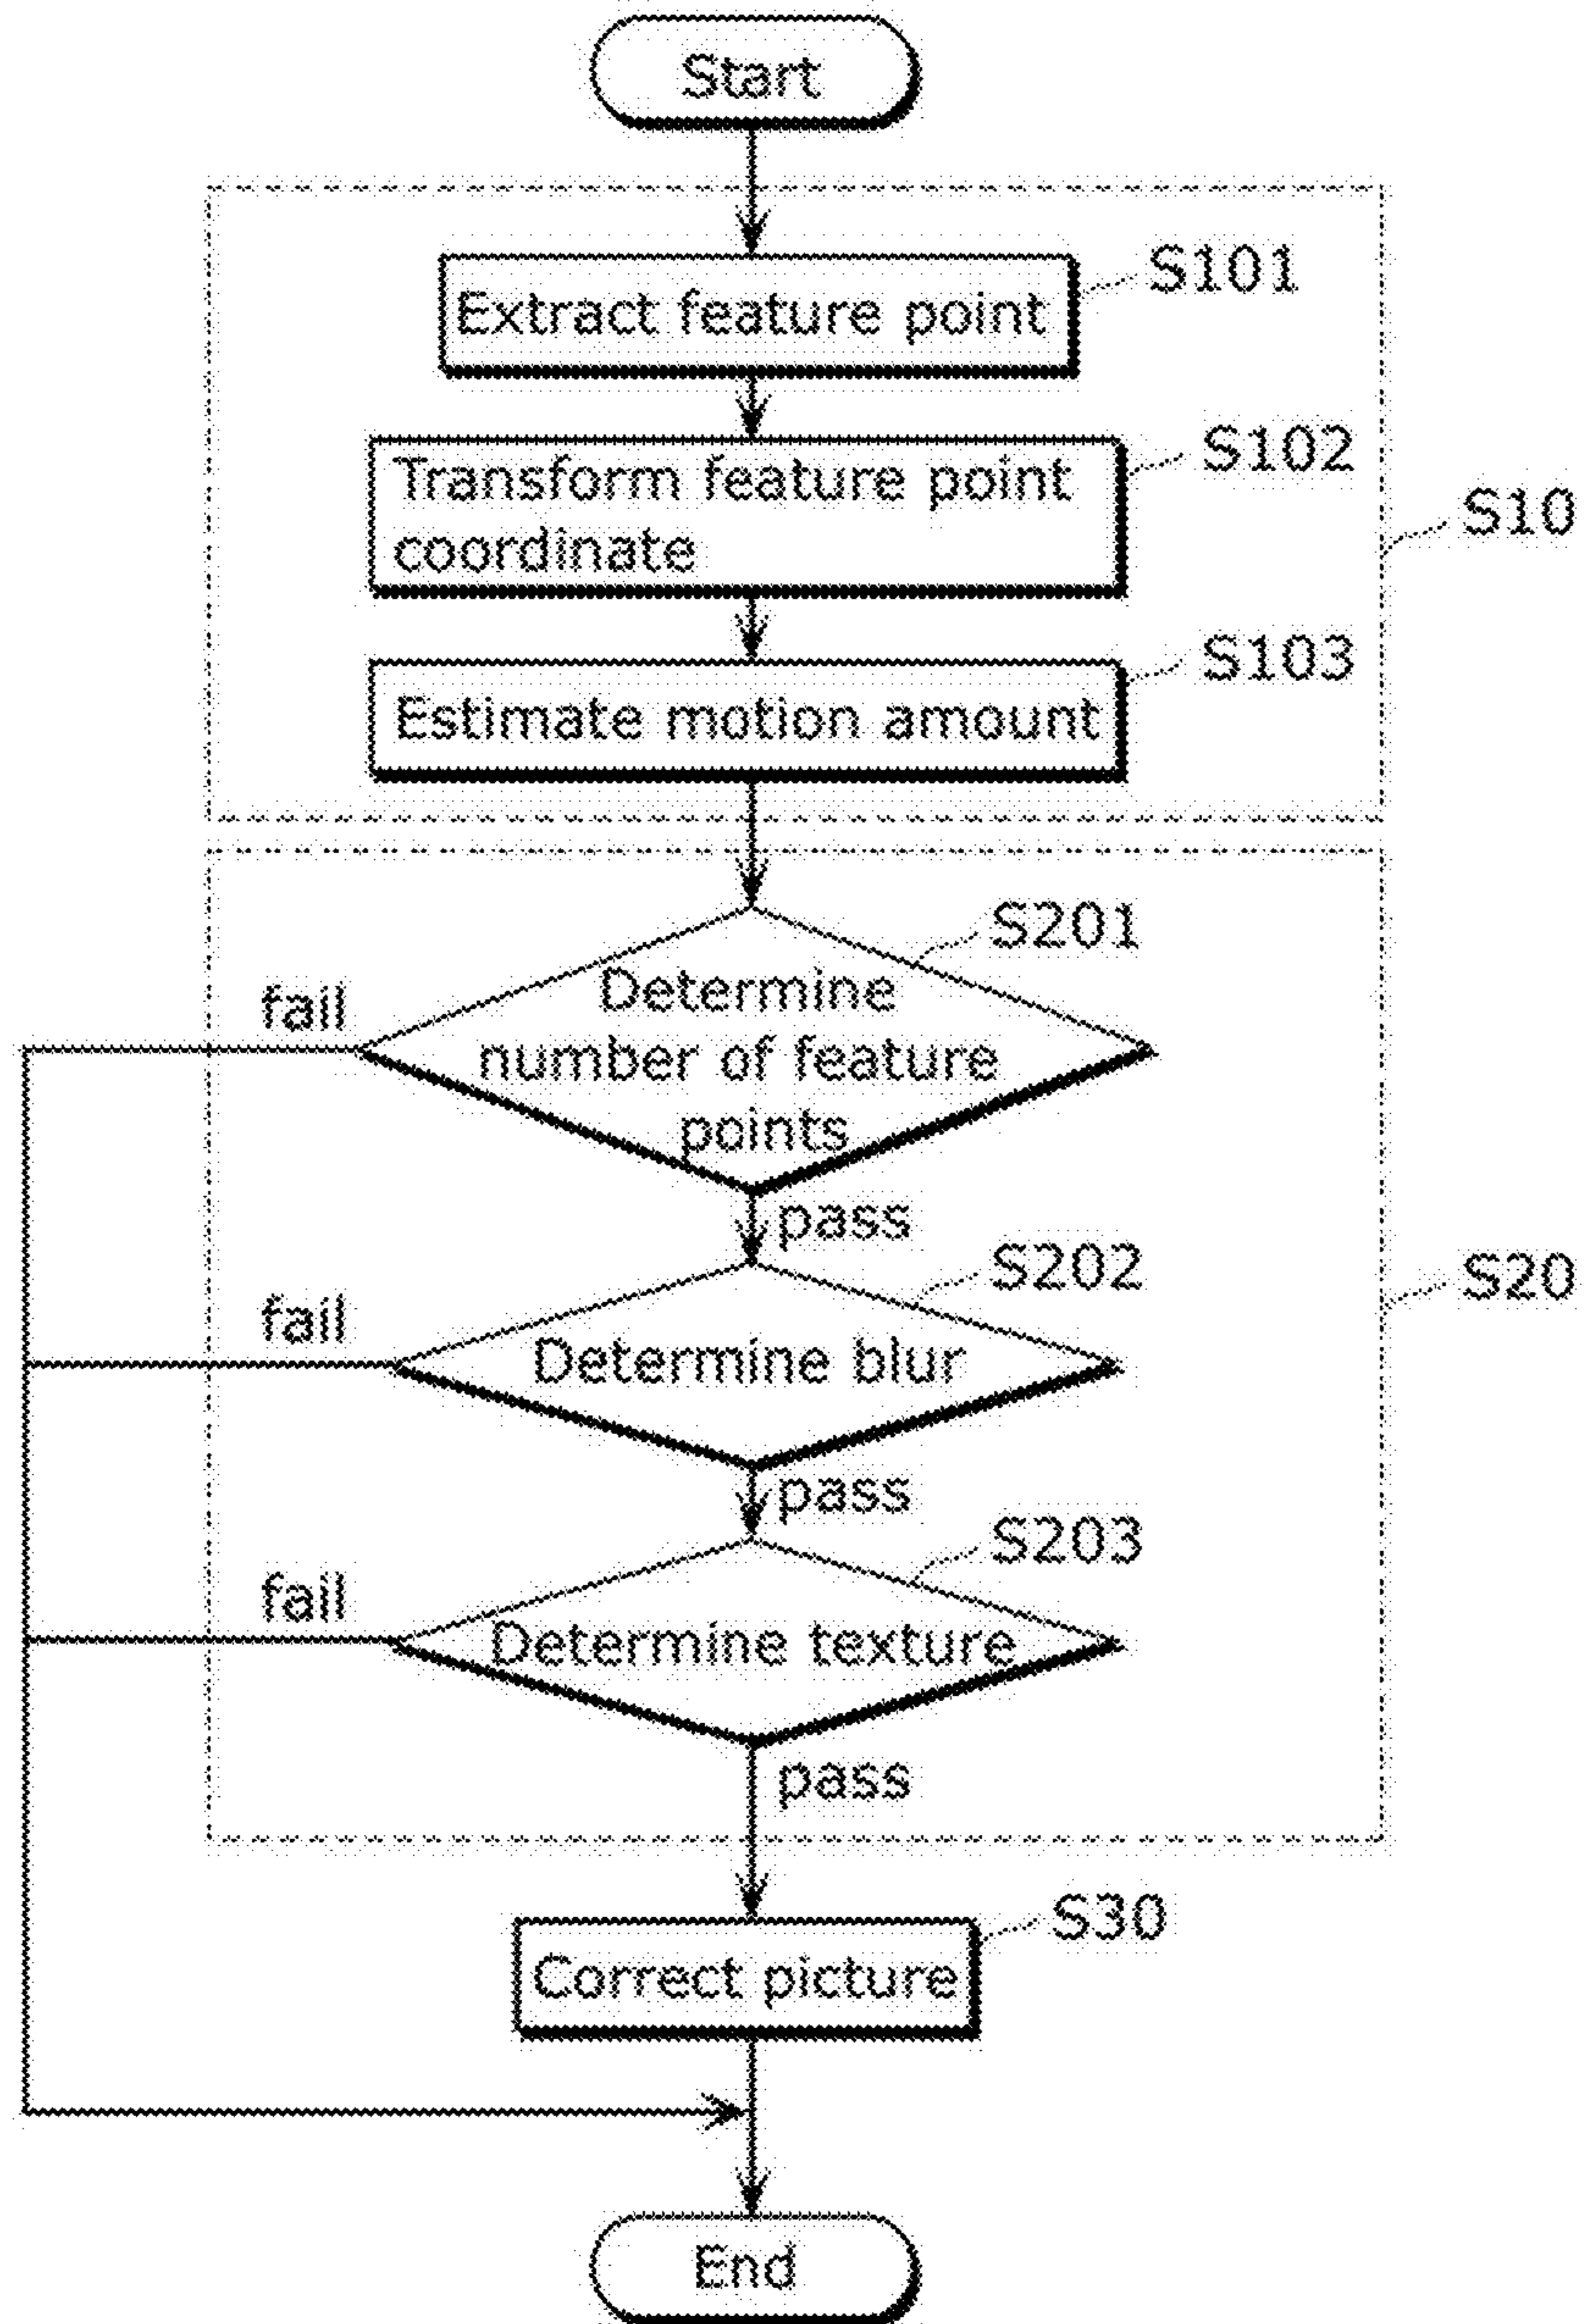 Start
S101
Extract feature point
S102
Transform feature point
coordinate
S10
S103
Estimate motion amount
S201
fail
Determine
number of feature
points
pass
S202
S20
fail
Determine blur
pass
S203
fail
Determine texture
pass
S30
Correct picture
End